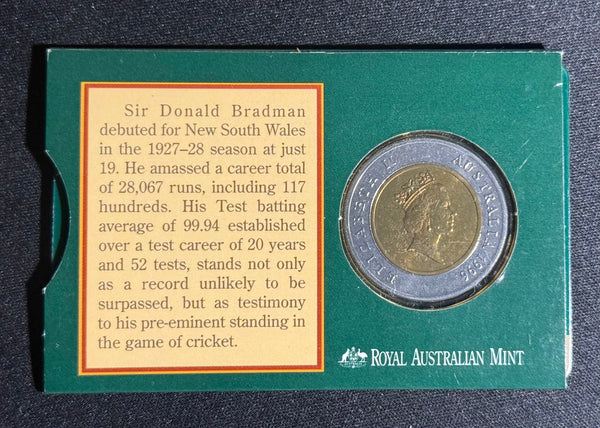 Sir Donald Bradman
debuted for New South Wales
in the 1927–28 season at just
19. He amassed a career total
of 28,067 runs, including 117
hundreds. His Test batting
average of 99.94 established
over a test career of 20 years
and 52 tests, stands not only
as a record unlikely to be
surpassed, but as testimony
to his pre-eminent standing in
the game of cricket.
ELIZABETH II AUSTRALIA 1996
ROYAL AUSTRALIAN MINT